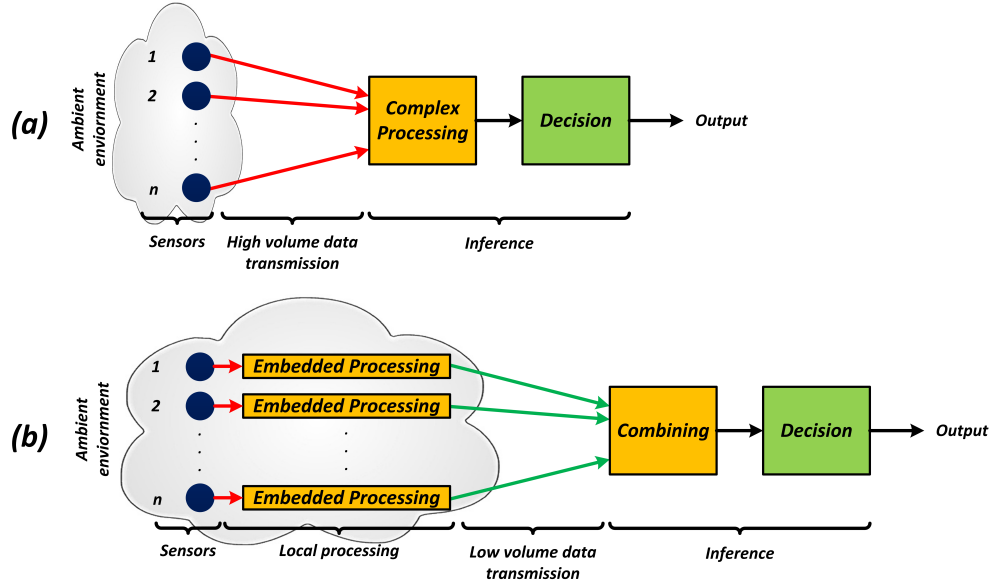 (a)
Ambient
enviornment
1
2
n
Complex
Processing
Decision
Output
Sensors
High volume data
transmission
Inference
(b)
Ambient
enviornment
1
2
n
Embedded Processing
Embedded Processing
Embedded Processing
Combining
Decision
Output
Sensors
Local processing
Low volume data
transmission
Inference